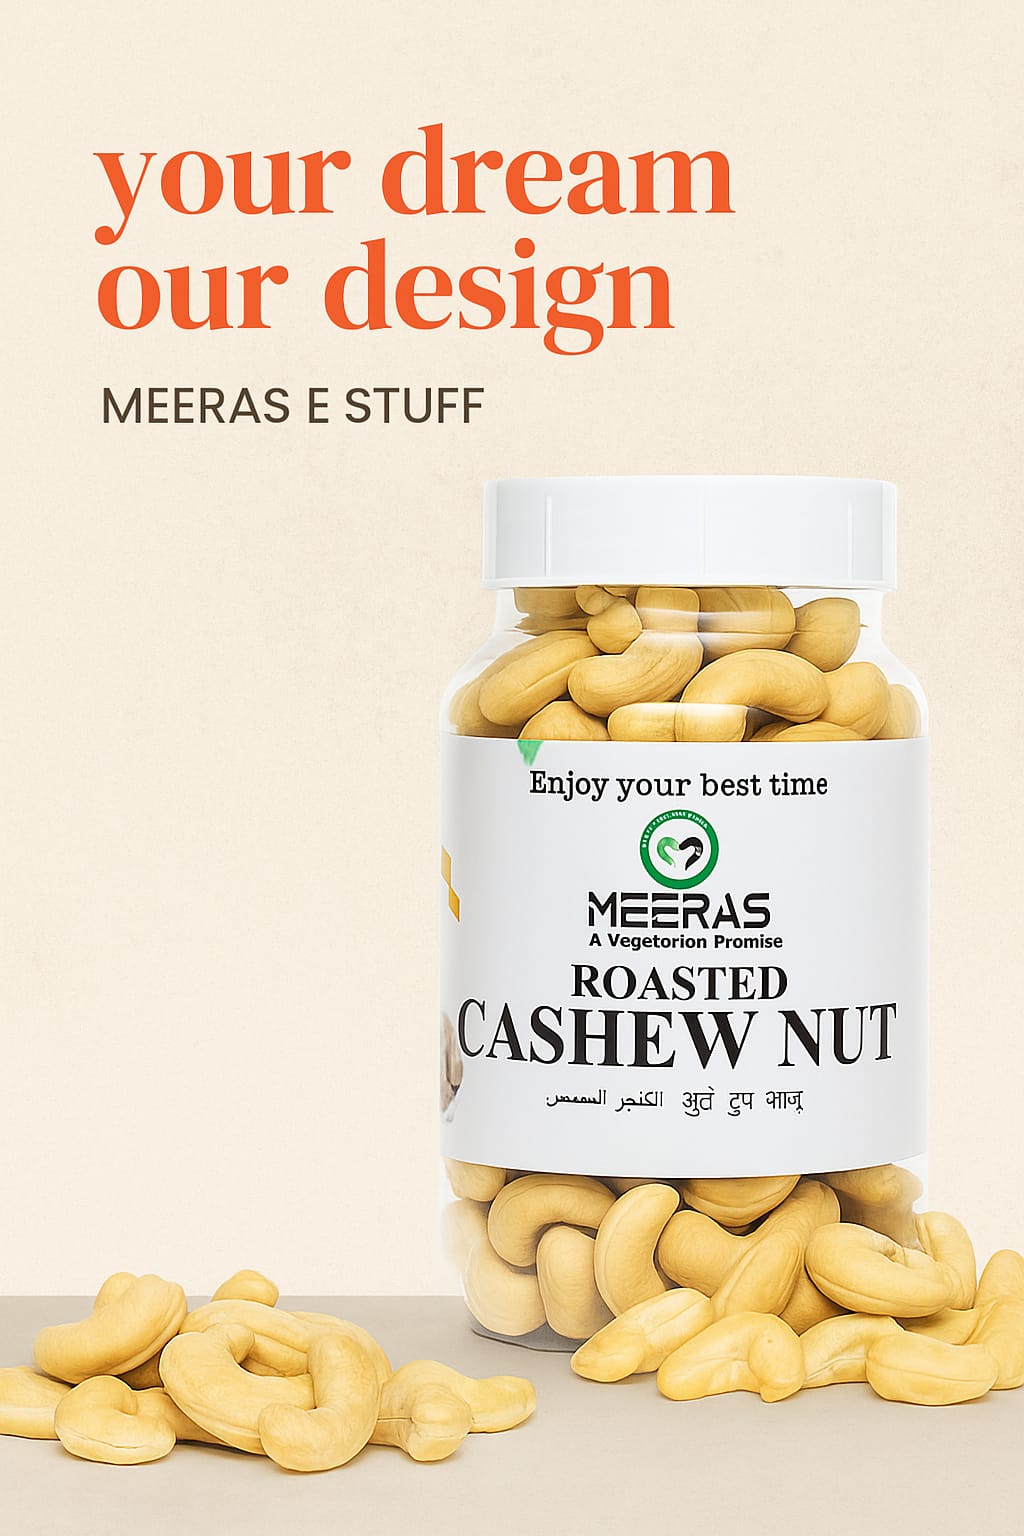 your dream
our design
MEERAS E STUFF
Enjoy your best time
MEERAS
A Vegetorion Promise
ROASTED
CASHEW NUT